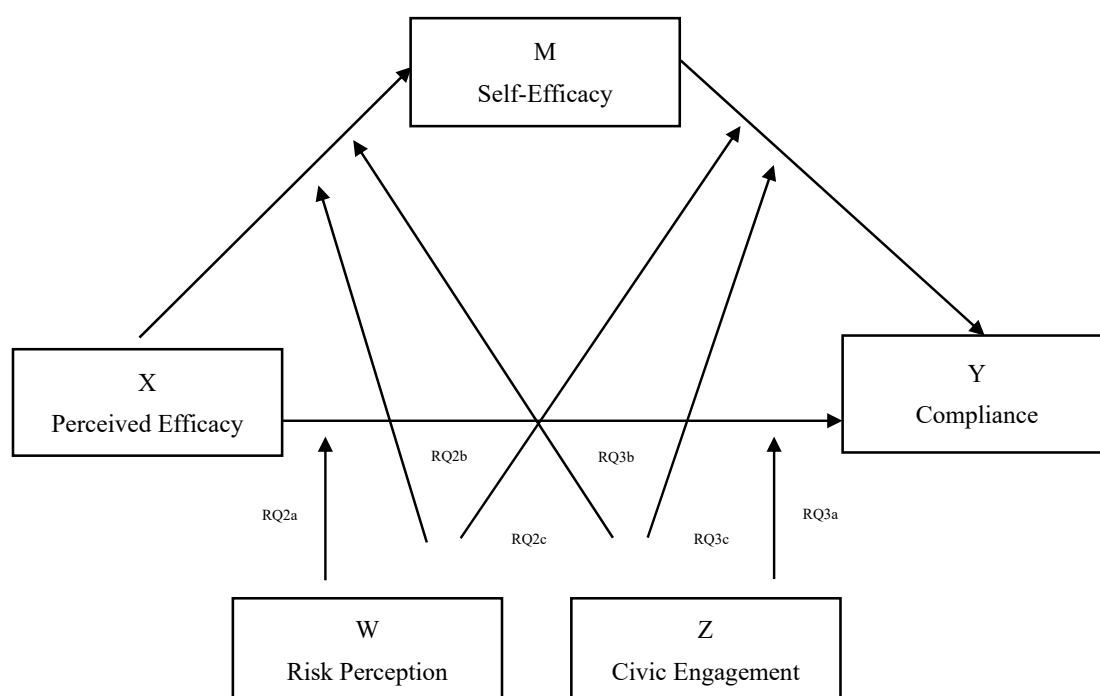 M
Self-Efficacy
X
Perceived Efficacy
Y
Compliance
RQ2b
RQ3b
RQ2a
RQ2c
RQ3c
RQ3a
W
Risk Perception
Z
Civic Engagement